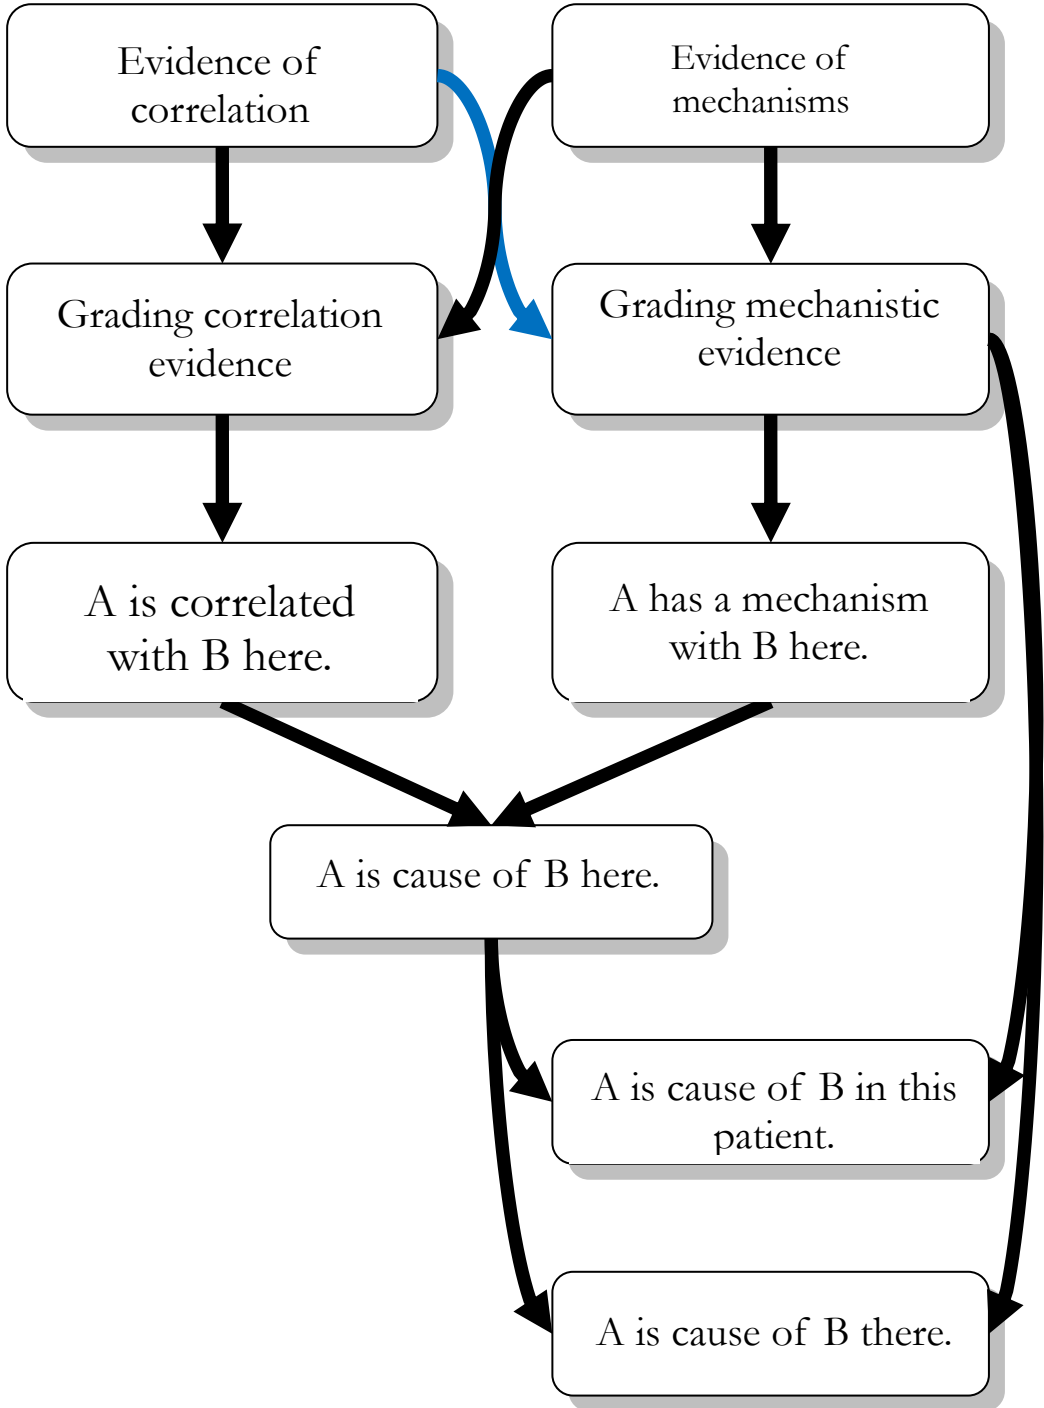 Evidence of
correlation
Evidence of
mechanisms
Grading correlation
evidence
Grading mechanistic
evidence
A is correlated
with B here.
A has a mechanism
with B here.
A is cause of B here.
A is cause of B in this
patient.
A is cause of B there.